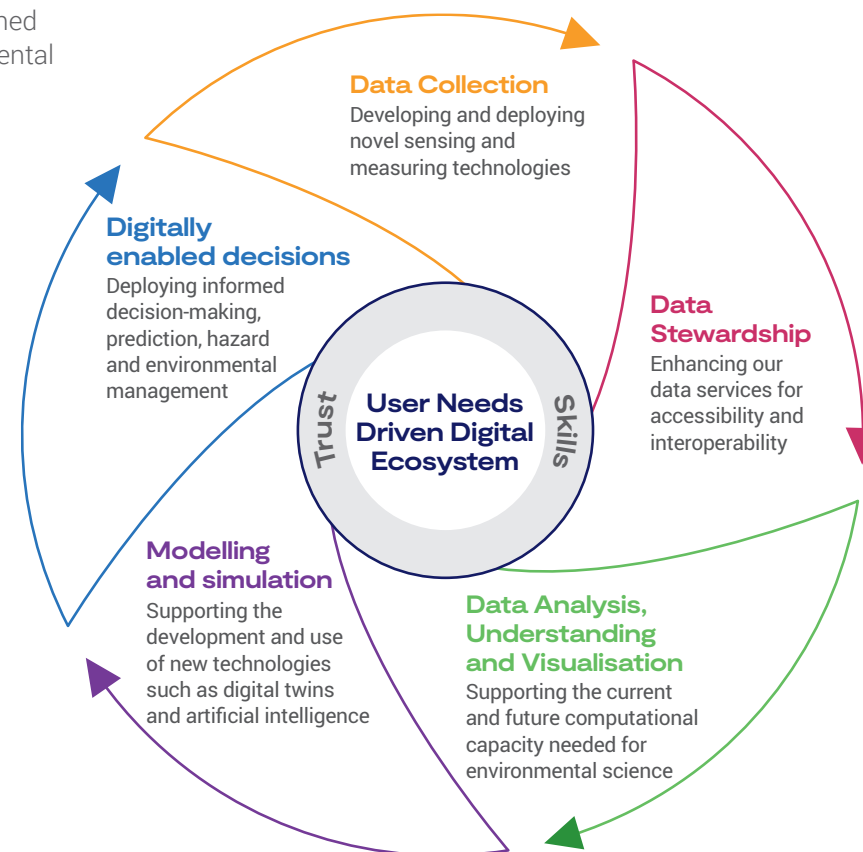 ned
ental
Data Collection
Developing and deploying
novel sensing and
measuring technologies
Digitally
enabled decisions
Deploying informed
decision-making,
prediction, hazard
and environmental
management
Data
Stewardship
Enhancing our
data services for
accessibility and
interoperability
Trust
User Needs
Driven Digital
Ecosystem
Skills
Modelling
and simulation
Supporting the
development and use
of new technologies
such as digital twins
and artificial intelligence
Data Analysis,
Understanding
and Visualisation
Supporting the current
and future computational
capacity needed for
environmental science